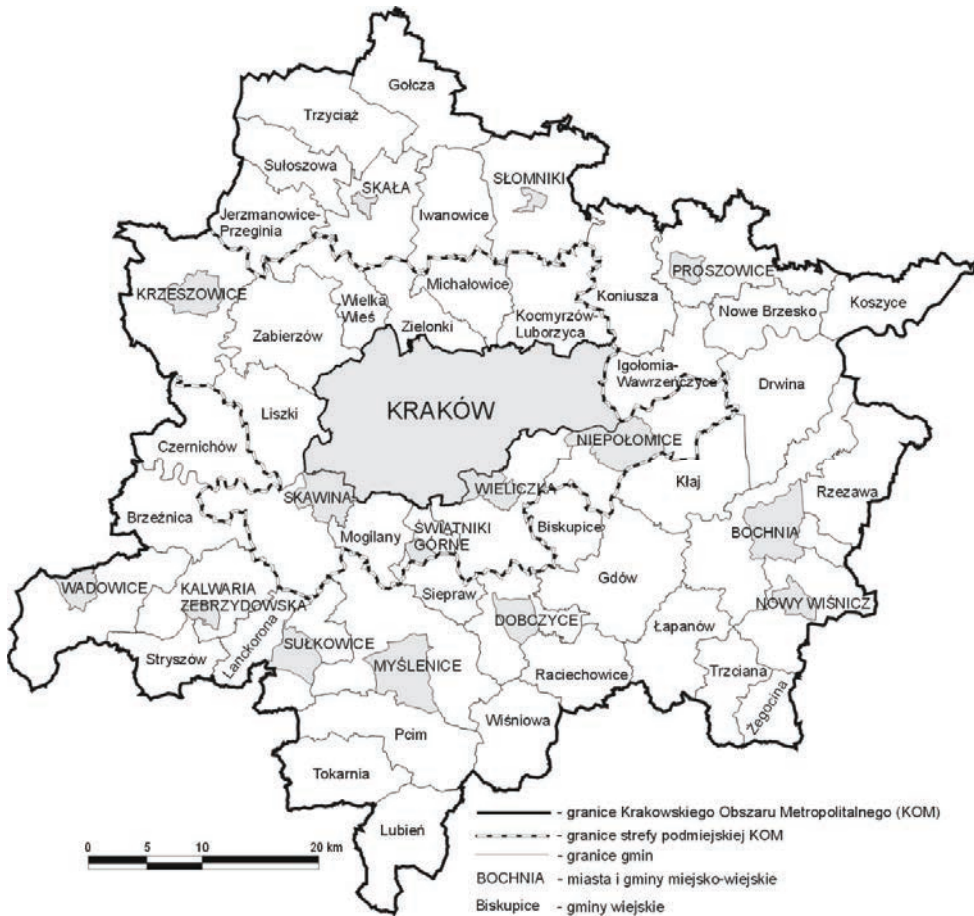 Gołcza
Trzyciąż
Sułoszowa
SKAŁA
SŁOMNIKI
Jerzmanowice-
Przeginia
Iwanowice
KRZESZOWICE
Zabierzów
Wielka
Wieś
Zielonki
Michałowice
Kocmyrzów-
Luborzyca
Koniusza
PROSZOWICE
Nowe Brzesko
Koszyce
Igołomia-
Wawrzeńczyce
Drwina
Liszki
KRAKÓW
Czernichów
NIEPOŁOMICE
Kłaj
SKAWINA
WIELICZKA
Rzezawa
Brzeźnica
Mogilany
ŚWIĄTNIKI
GÓRNE
Biskupice
BOCHNIA
WADOWICE
KALWARIA
ZEBRZYDOWSKA
Siepraw
Gdów
NOWY WIŚNICZ
Lanckorona
DOBCZYCE
Łapanów
Stryszów
SUŁKOWICE
MYŚLENICE
Raciechowice
Trzciana
Żegocina
Wiśniowa
Pcim
Tokarnia
Lubień
0 5 10 20 km
- granice Krakowskiego Obszaru Metropolitalnego (KOM)
- granice strefy podmiejskiej KOM
- granice gmin
BOCHNIA - miasta i gminy miejsko-wiejskie
Biskupice - gminy wiejskie